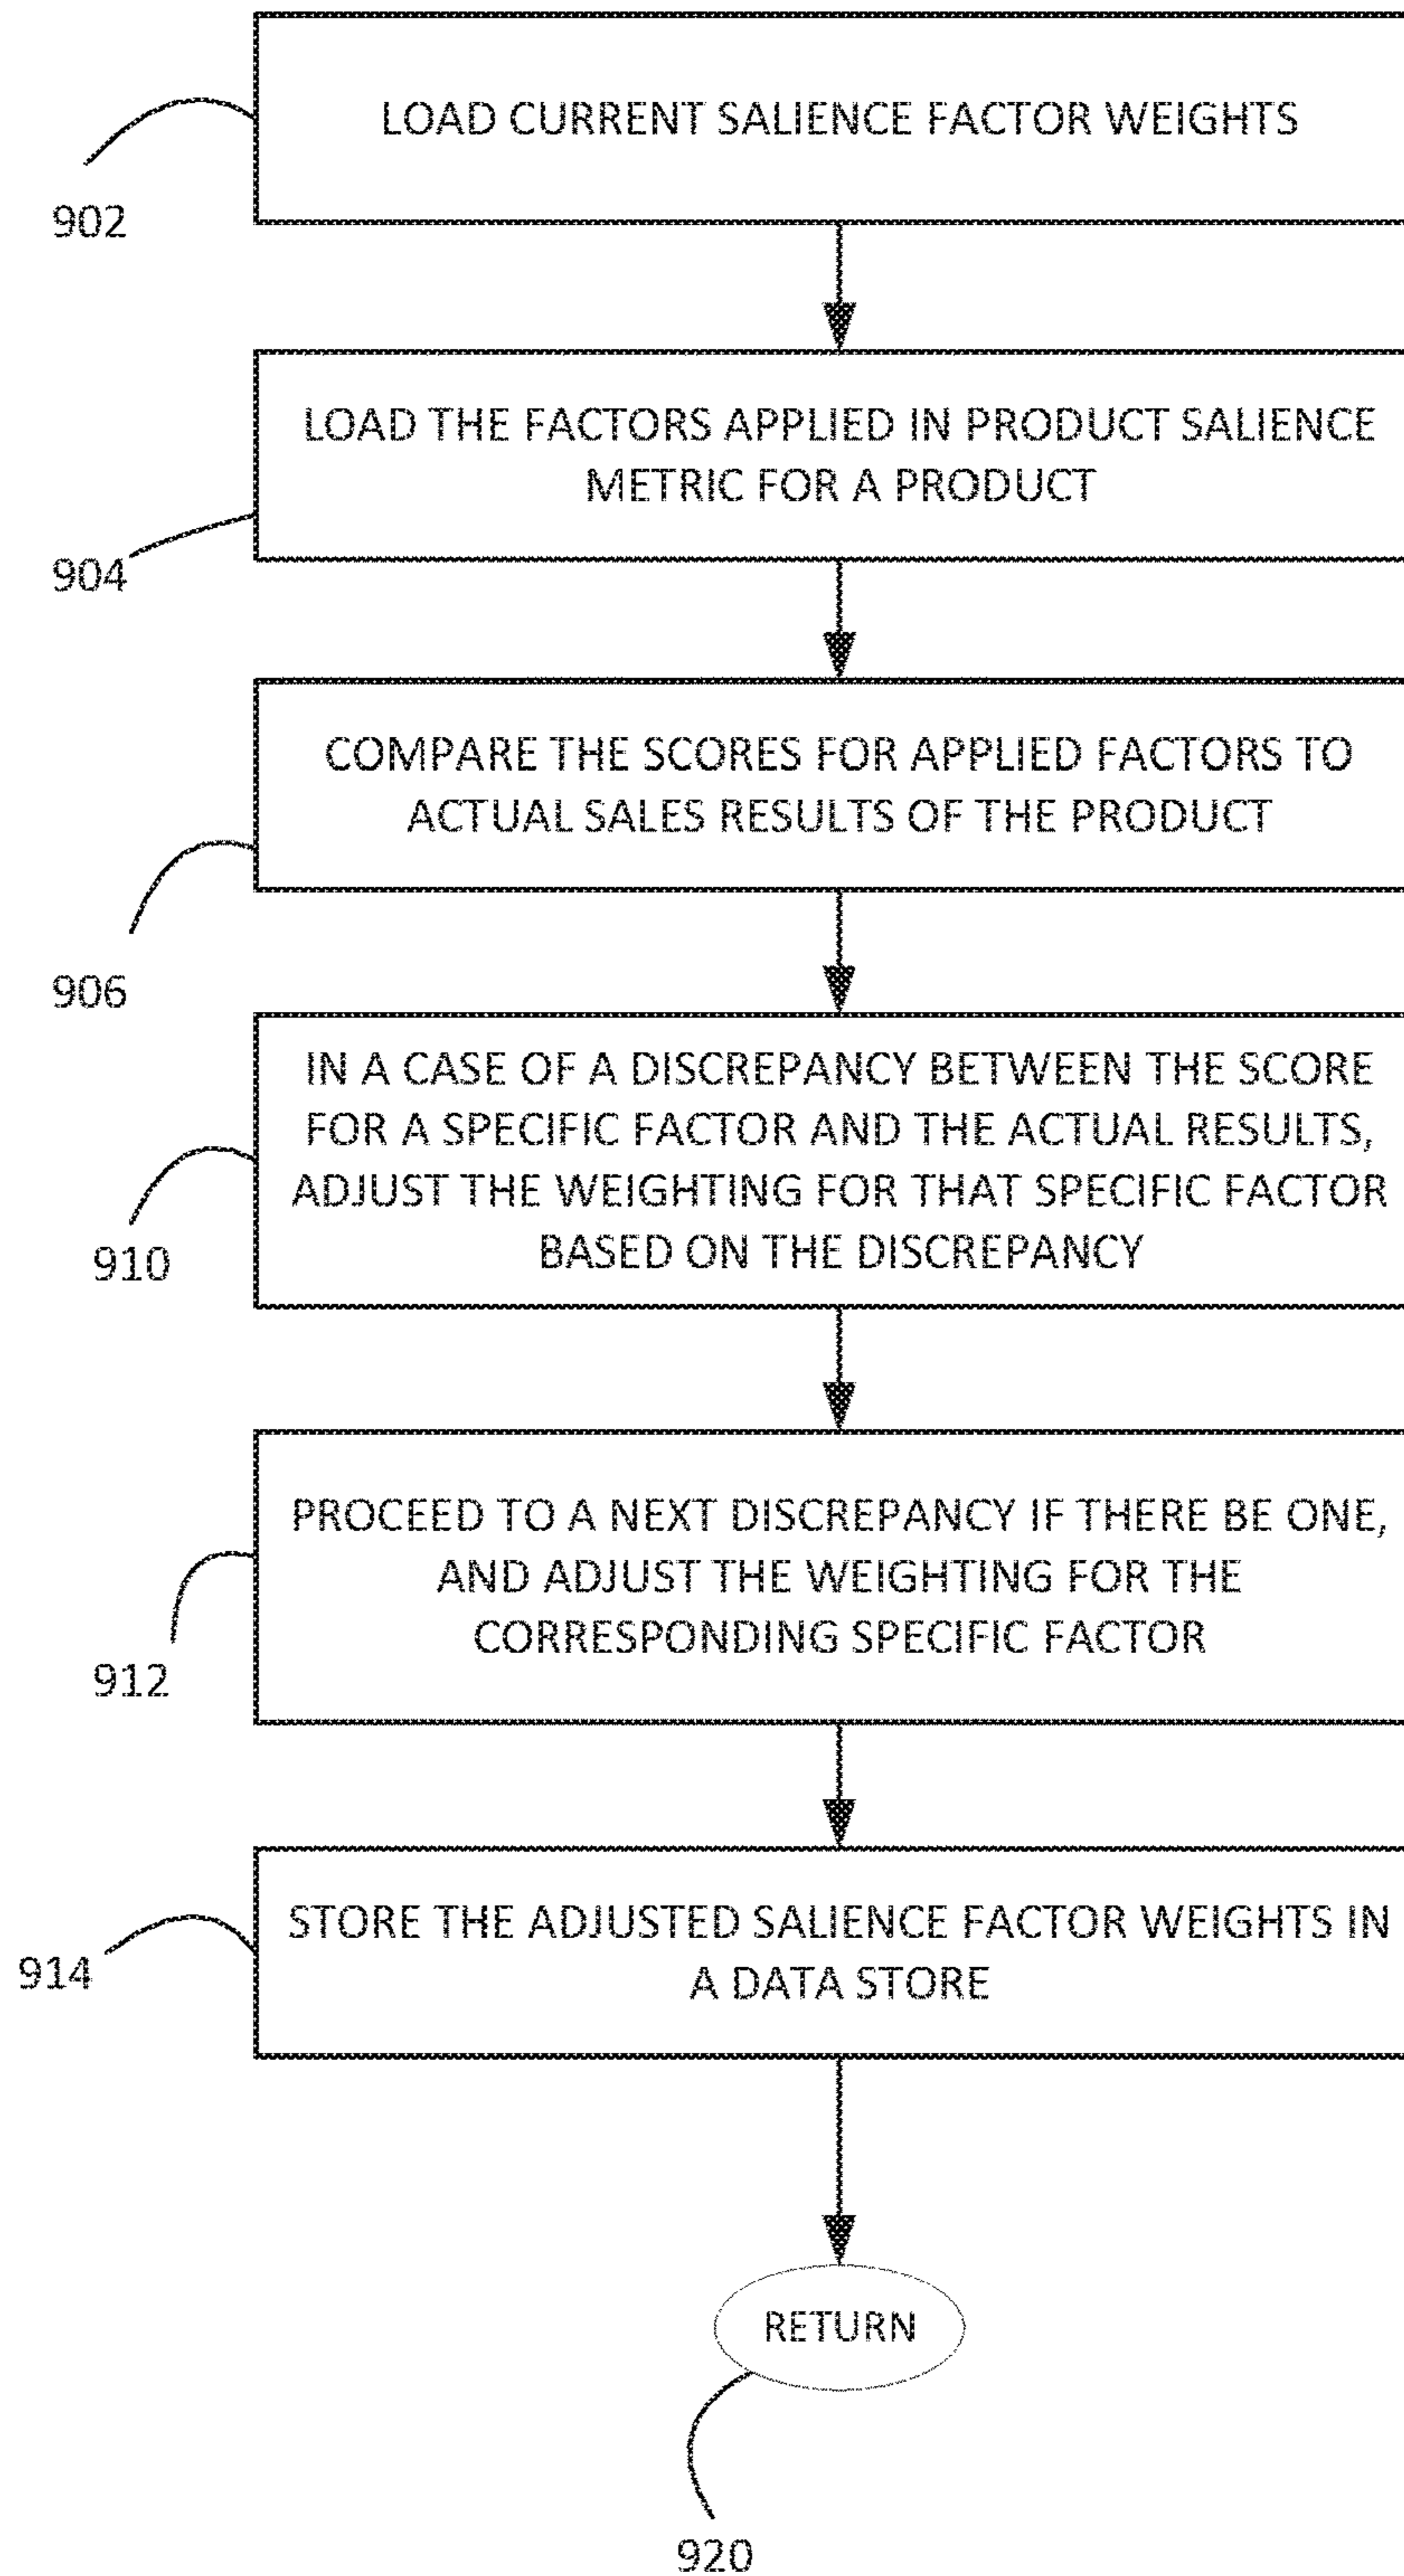 LOAD CURRENT SALIENCE FACTOR WEIGHTS
902
LOAD THE FACTORS APPLIED IN PRODUCT SALIENCE
METRIC FOR A PRODUCT
904
COMPARE THE SCORES FOR APPLIED FACTORS TO
ACTUAL SALES RESULTS OF THE PRODUCT
906
IN A CASE OF A DISCREPANCY BETWEEN THE SCORE
FOR A SPECIFIC FACTOR AND THE ACTUAL RESULTS,
ADJUST THE WEIGHTING FOR THAT SPECIFIC FACTOR
BASED ON THE DISCREPANCY
910
PROCEED TO A NEXT DISCREPANCY IF THERE BE ONE,
AND ADJUST THE WEIGHTING FOR THE
CORRESPONDING SPECIFIC FACTOR
912
STORE THE ADJUSTED SALIENCE FACTOR WEIGHTS IN
A DATA STORE
914
RETURN
920